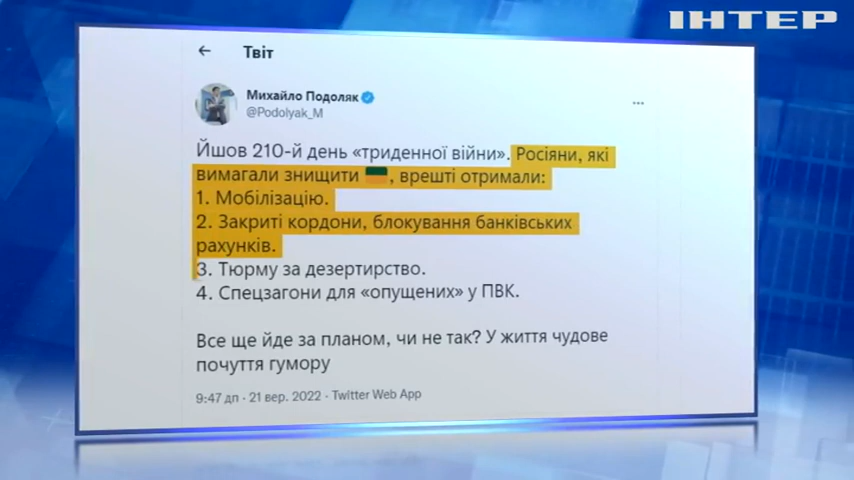 ІНТЕР
Твіт
Михайло Подоляк
@Podolyak_M
Йшов 210-й день «триденної війни». Росіяни, які
вимагали знищити 🇺🇦, врешті отримали:
1. Мобілізацію.
2. Закриті кордони, блокування банківських
рахунків.
3. Тюрму за дезертирство.
4. Спецзагони для «опущених» у ПВК.
Все ще йде за планом, чи не так? У життя чудове
почуття гумору
9:47 дп · 21 вер. 2022 · Twitter Web App